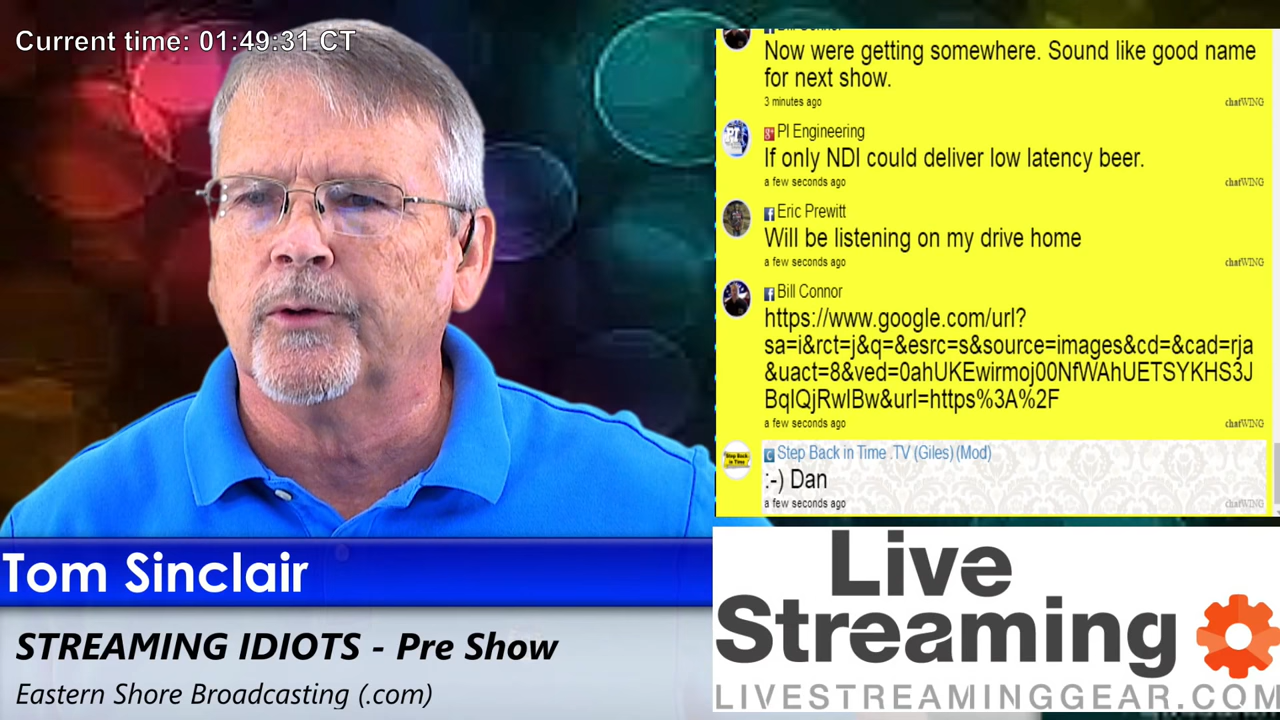 Current time: 01:49:31 CT
Bill Connor
Now were getting somewhere. Sound like good name
for next show.
3 minutes ago
chatWING
PI Engineering
If only NDI could deliver low latency beer.
a few seconds ago
chatWING
Eric Prewitt
Will be listening on my drive home
a few seconds ago
chatWING
Bill Connor
https://www.google.com/url?
sa=i&rct=j&q=&esrc=s&source=images&cd=&cad=rja
&uact=8&ved=0ahUKEwirmoj00NfWAhUETSYKHS3J
BqIQjRwIBw&url=https%3A%2F
a few seconds ago
chatWING
Step Back in Time .TV (Giles) (Mod)
:-) Dan
a few seconds ago
chatWING
Tom Sinclair
STREAMING IDIOTS - Pre Show
Eastern Shore Broadcasting (.com)
Live
Streaming
LIVESTREAMINGGEAR.COM